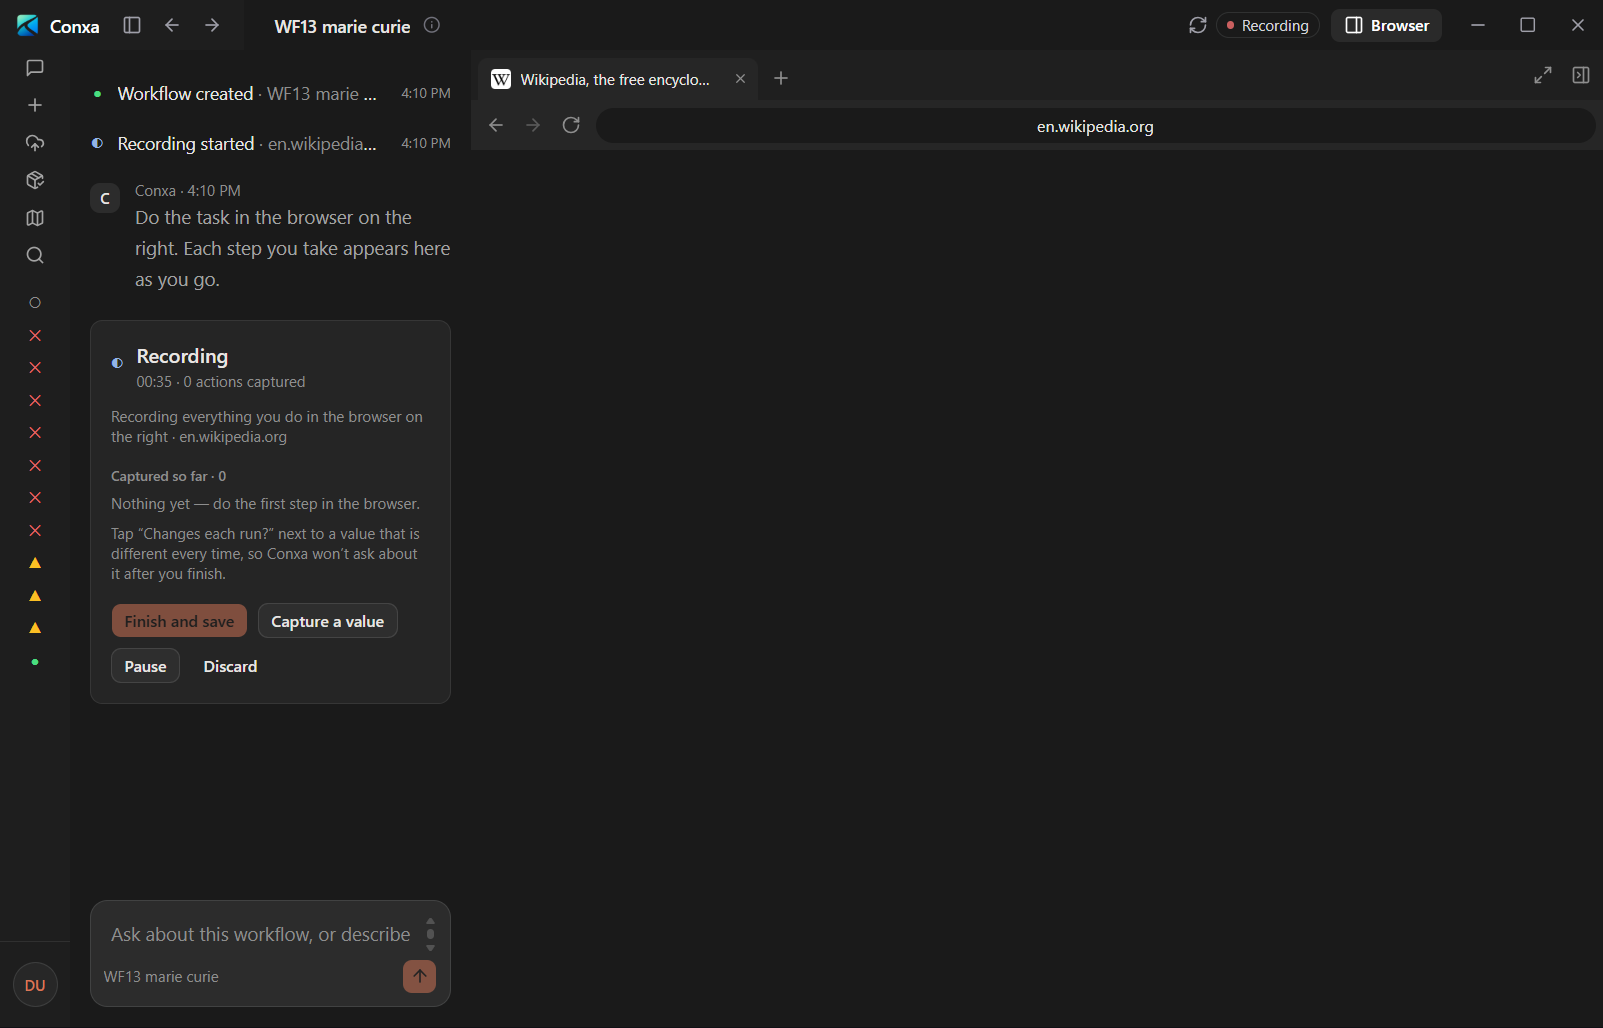 Conxa
WF13 marie curie
Recording
Browser
Workflow created · WF13 marie ... 4:10 PM
Recording started · en.wikipedia... 4:10 PM
W Wikipedia, the free encyclo...
en.wikipedia.org
C
Conxa · 4:10 PM
Do the task in the browser on the
right. Each step you take appears here
as you go.
Recording
00:35 · 0 actions captured
Recording everything you do in the browser on
the right · en.wikipedia.org
Captured so far · 0
Nothing yet — do the first step in the browser.
Tap “Changes each run?” next to a value that is
different every time, so Conxa won’t ask about
it after you finish.
Finish and save
Capture a value
Pause
Discard
Ask about this workflow, or describe
WF13 marie curie
DU